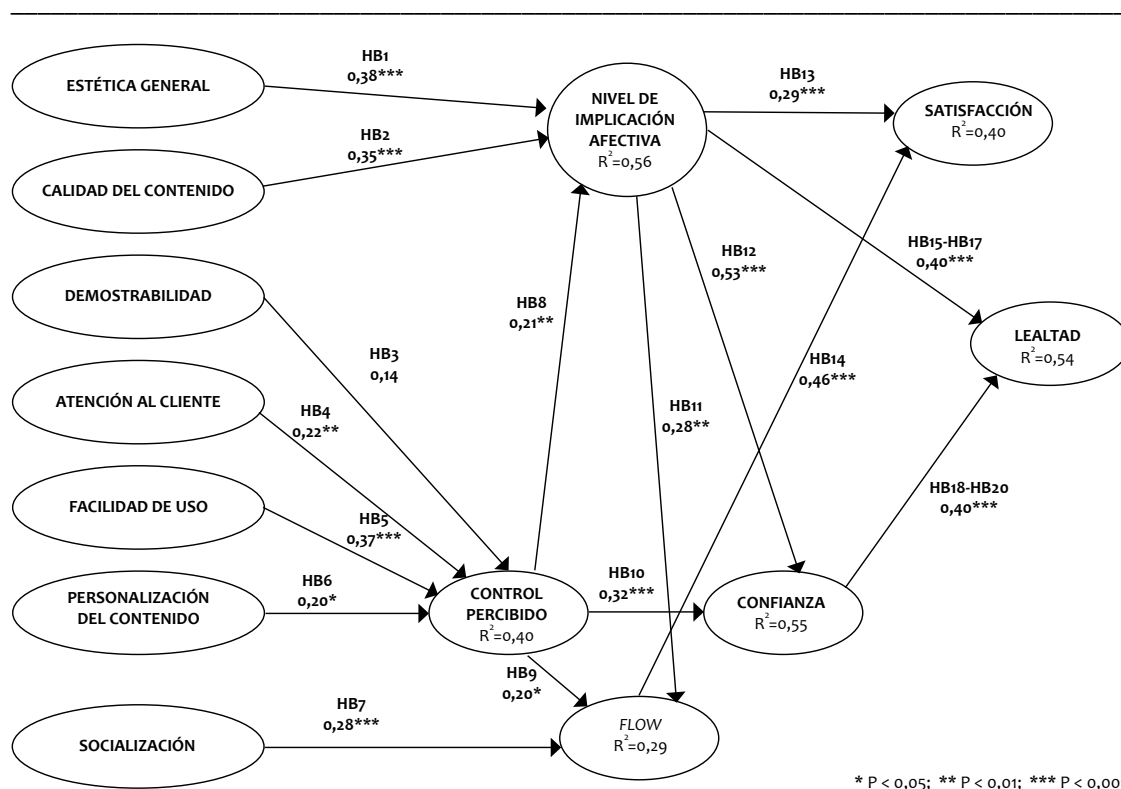 HB1
0,38***
ESTÉTICA GENERAL
HB2
0,35***
CALIDAD DEL CONTENIDO
NIVEL DE
IMPLICACIÓN
AFECTIVA
R²=0,56
HB13
0,29***
SATISFACCIÓN
R²=0,40
DEMOSTRABILIDAD
HB3
0,14
HB8
0,21**
HB12
0,53***
HB15-HB17
0,40***
LEALTAD
R²=0,54
ATENCIÓN AL CLIENTE
HB4
0,22**
HB11
0,28**
HB14
0,46***
FACILIDAD DE USO
HB5
0,37***
HB18-HB20
0,40***
PERSONALIZACIÓN
DEL CONTENIDO
HB6
0,20*
CONTROL
PERCIBIDO
R²=0,40
HB10
0,32***
CONFIANZA
R²=0,55
HB9
0,20*
SOCIALIZACIÓN
HB7
0,28***
FLOW
R²=0,29
* P < 0,05; ** P < 0,01; *** P < 0,00